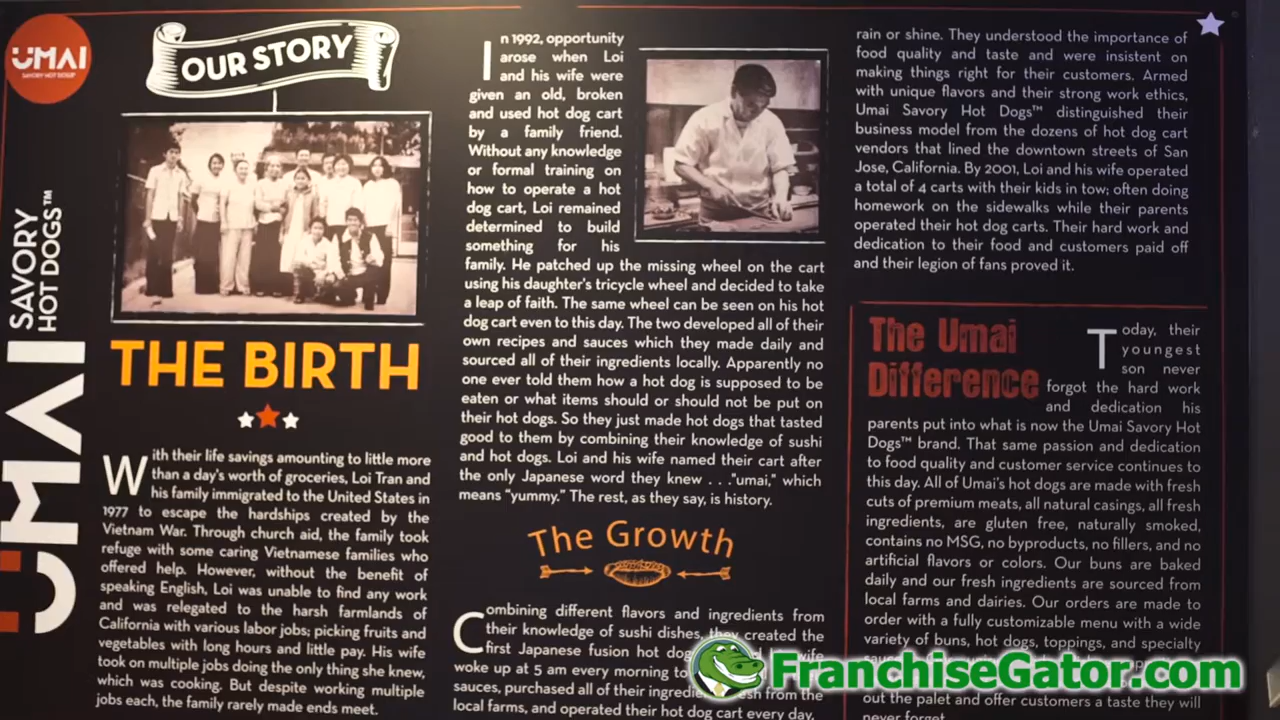 ÜMAI
SAVORY HOT DOGS
ÜMAI
SAVORY
HOT DOGS™
OUR STORY
THE BIRTH
With their life savings amounting to little more
than a day's worth of groceries, Loi Tran and
his family immigrated to the United States in
1977 to escape the hardships created by the
Vietnam War. Through church aid, the family took
refuge with some caring Vietnamese families who
offered help. However, without the benefit of
speaking English, Loi was unable to find any work
and was relegated to the harsh farmlands of
California with various labor jobs; picking fruits and
vegetables with long hours and little pay. His wife
took on multiple jobs doing the only thing she knew,
which was cooking. But despite working multiple
jobs each, the family rarely made ends meet.
In 1992, opportunity
arose when Loi
and his wife were
given an old, broken
and used hot dog cart
by a family friend.
Without any knowledge
or formal training on
how to operate a hot
dog cart, Loi remained
determined to build
something for his
family. He patched up the missing wheel on the cart
using his daughter's tricycle wheel and decided to take
a leap of faith. The same wheel can be seen on his hot
dog cart even to this day. The two developed all of their
own recipes and sauces which they made daily and
sourced all of their ingredients locally. Apparently no
one ever told them how a hot dog is supposed to be
eaten or what items should or should not be put on
their hot dogs. So they just made hot dogs that tasted
good to them by combining their knowledge of sushi
and hot dogs. Loi and his wife named their cart after
the only Japanese word they knew . . ."umai," which
means "yummy." The rest, as they say, is history.
The Growth
Combining different flavors and ingredients from
their knowledge of sushi dishes, they created the
first Japanese fusion hot dog wife
woke up at 5 am every morning to
sauces, purchased all of their from the
local farms, and operated their hot dog cart every day,
rain or shine. They understood the importance of
food quality and taste and were insistent on
making things right for their customers. Armed
with unique flavors and their strong work ethics,
Umai Savory Hot Dogs™ distinguished their
business model from the dozens of hot dog cart
vendors that lined the downtown streets of San
Jose, California. By 2001, Loi and his wife operated
a total of 4 carts with their kids in tow; often doing
homework on the sidewalks while their parents
operated their hot dog carts. Their hard work and
dedication to their food and customers paid off
and their legion of fans proved it.
The Umai
Difference
Today, their
youngest
son never
forgot the hard work
and dedication his
parents put into what is now the Umai Savory Hot
Dogs™ brand. That same passion and dedication
to food quality and customer service continues to
this day. All of Umai's hot dogs are made with fresh
cuts of premium meats, all natural casings, all fresh
ingredients, are gluten free, naturally smoked,
contains no MSG, no byproducts, no fillers, and no
artificial flavors or colors. Our buns are baked
daily and our fresh ingredients are sourced from
local farms and dairies. Our orders are made to
order with a fully customizable menu with a wide
variety of buns, hot dogs, toppings, and specialty
out the palet and offer customers a taste they will
never forget
FranchiseGator.com